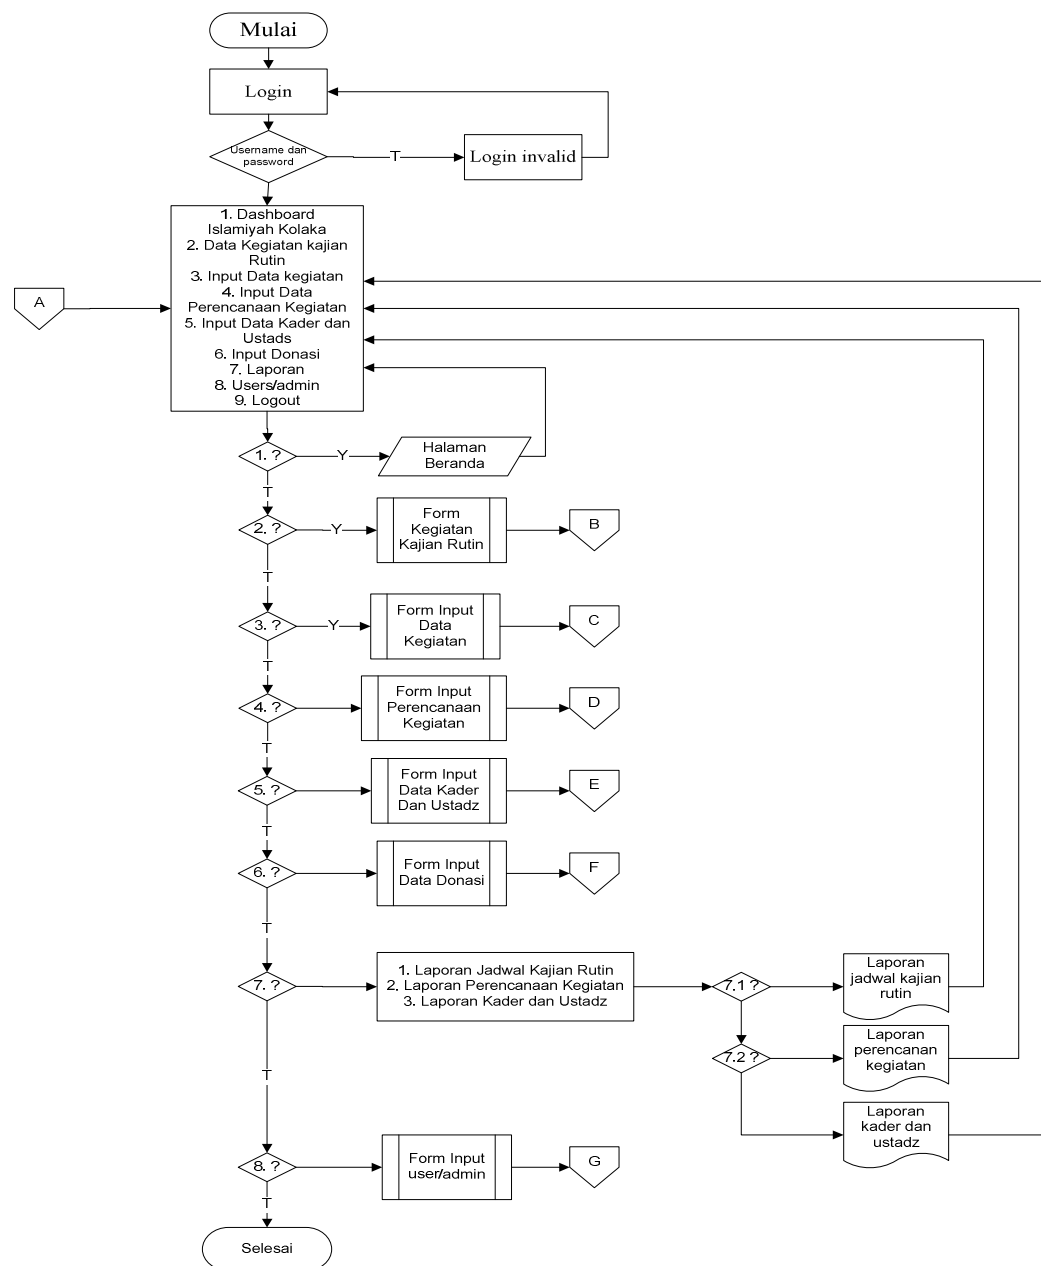 Mulai
Login
Username dan
password
T
Login invalid
1. Dashboard
Islamiyah Kolaka
2. Data Kegiatan kajian
Rutin
3. Input Data kegiatan
4. Input Data
Perencanaan Kegiatan
5. Input Data Kader dan
Ustads
6. Input Donasi
7. Laporan
8. Users/admin
9. Logout
A
1. ?
Y
Halaman
Beranda
T
2. ?
Y
Form
Kegiatan
Kajian Rutin
B
T
3. ?
Y
Form Input
Data
Kegiatan
C
T
4. ?
Form Input
Perencanaan
Kegiatan
D
T
5. ?
Form Input
Data Kader
Dan Ustadz
E
T
6. ?
Form Input
Data Donasi
F
T
7. ?
1. Laporan Jadwal Kajian Rutin
2. Laporan Perencanaan Kegiatan
3. Laporan Kader dan Ustadz
7.1 ?
Laporan
jadwal kajian
rutin
7.2 ?
Laporan
perencanan
kegiatan
Laporan
kader dan
ustadz
T
8. ?
Form Input
user/admin
G
T
Selesai